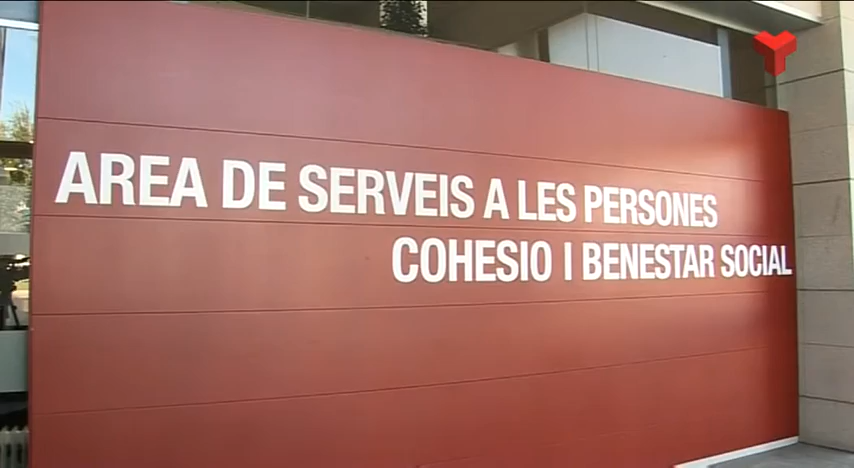 AREA DE SERVEIS A LES PERSONES
COHESIO I BENESTAR SOCIAL